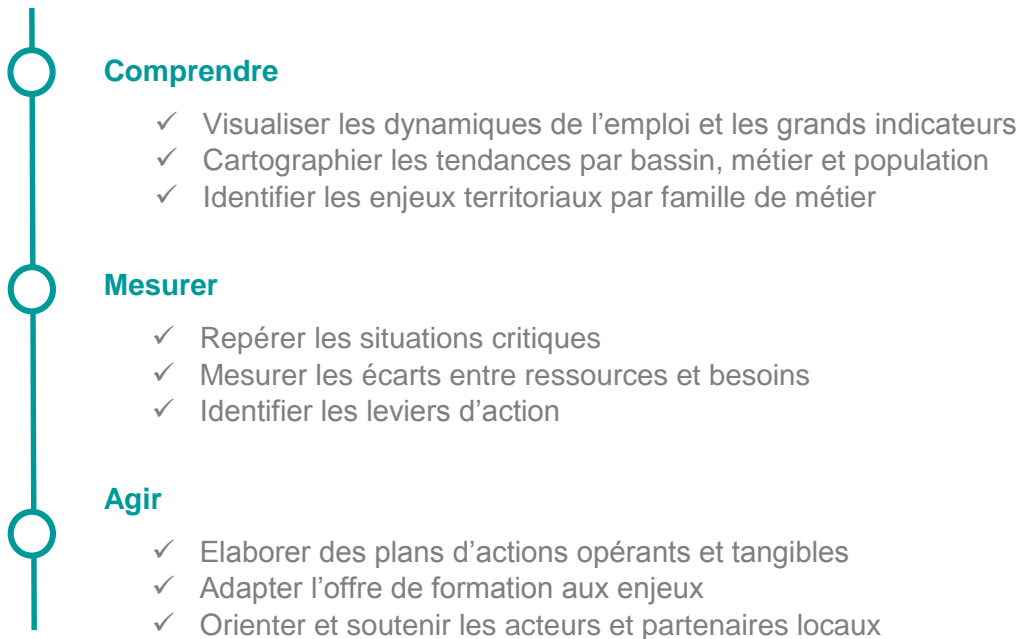 Comprendre
✓ Visualiser les dynamiques de l’emploi et les grands indicateurs
✓ Cartographier les tendances par bassin, métier et population
✓ Identifier les enjeux territoriaux par famille de métier
Mesurer
✓ Repérer les situations critiques
✓ Mesurer les écarts entre ressources et besoins
✓ Identifier les leviers d’action
Agir
✓ Elaborer des plans d’actions opérants et tangibles
✓ Adapter l’offre de formation aux enjeux
✓ Orienter et soutenir les acteurs et partenaires locaux